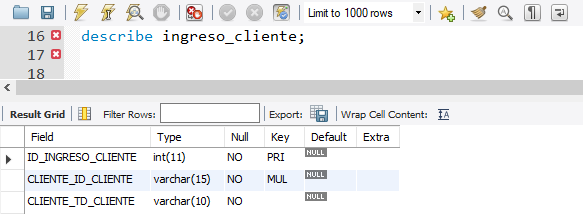 Limit to 1000 rows
16 describe ingreso_cliente;
17
18
Result Grid Filter Rows: Export: Wrap Cell Content: IA
Field Type Null Key Default Extra
ID_INGRESO_CLIENTE int(11) NO PRI NULL
CLIENTE_ID_CLIENTE varchar(15) NO MUL NULL
CLIENTE_TD_CLIENTE varchar(10) NO NULL